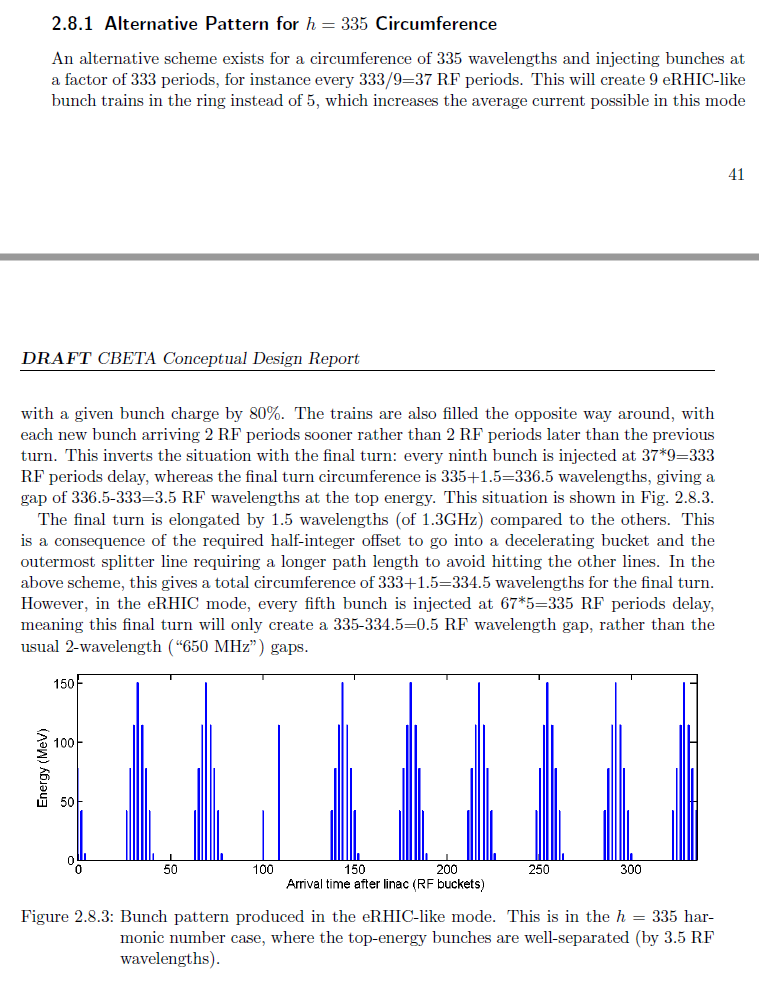 2.8.1 Alternative Pattern for h = 335 Circumference
An alternative scheme exists for a circumference of 335 wavelengths and injecting bunches at
a factor of 333 periods, for instance every 333/9=37 RF periods. This will create 9 eRHIC-like
bunch trains in the ring instead of 5, which increases the average current possible in this mode
41
DRAFT CBETA Conceptual Design Report
with a given bunch charge by 80%. The trains are also filled the opposite way around, with
each new bunch arriving 2 RF periods sooner rather than 2 RF periods later than the previous
turn. This inverts the situation with the final turn: every ninth bunch is injected at 37*9=333
RF periods delay, whereas the final turn circumference is 335+1.5=336.5 wavelengths, giving a
gap of 336.5-333=3.5 RF wavelengths at the top energy. This situation is shown in Fig. 2.8.3.
The final turn is elongated by 1.5 wavelengths (of 1.3GHz) compared to the others. This
is a consequence of the required half-integer offset to go into a decelerating bucket and the
outermost splitter line requiring a longer path length to avoid hitting the other lines. In the
above scheme, this gives a total circumference of 333+1.5=334.5 wavelengths for the final turn.
However, in the eRHIC mode, every fifth bunch is injected at 67*5=335 RF periods delay,
meaning this final turn will only create a 335-334.5=0.5 RF wavelength gap, rather than the
usual 2-wavelength (“650 MHz”) gaps.
150
100
50
0
Energy (MeV)
0 50 100 150 200 250 300
Arrival time after linac (RF buckets)
Figure 2.8.3: Bunch pattern produced in the eRHIC-like mode. This is in the h = 335 har-
monic number case, where the top-energy bunches are well-separated (by 3.5 RF
wavelengths).